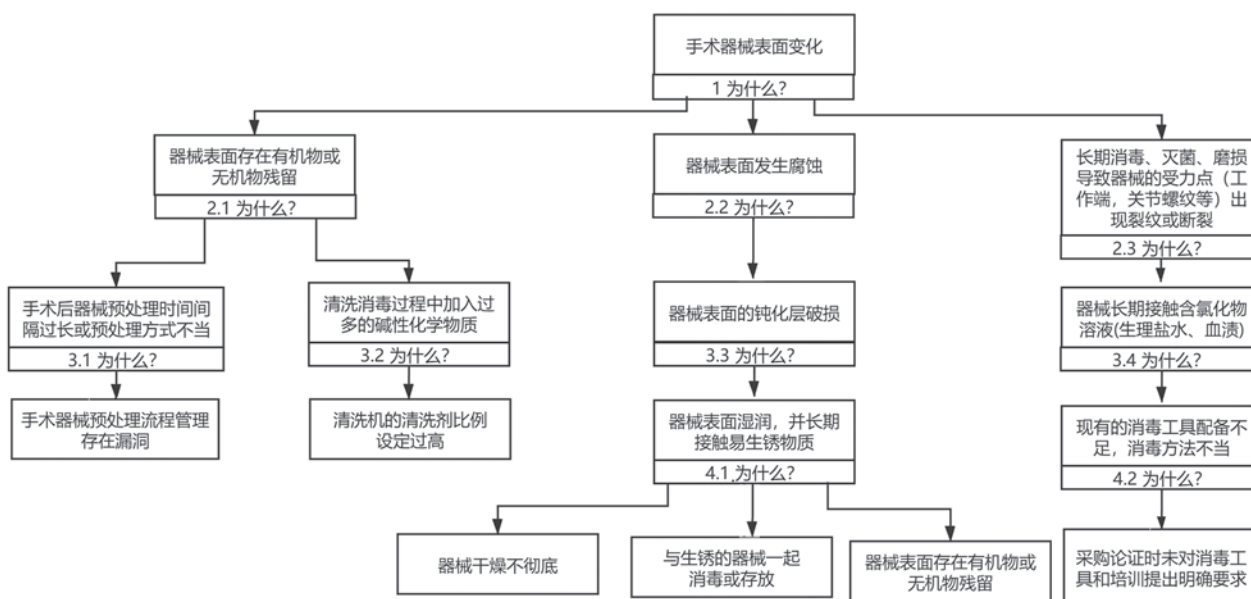 手术器械表面变化
1 为什么?
器械表面存在有机物或
无机物残留
2.1 为什么?
器械表面发生腐蚀
2.2 为什么?
长期消毒、灭菌、磨损
导致器械的受力点（工
作端，关节螺纹等）出
现裂纹或断裂
2.3 为什么?
手术后器械预处理时间间
隔过长或预处理方式不当
3.1 为什么?
清洗消毒过程中加入过
多的碱性化学物质
3.2 为什么?
器械表面的钝化层破损
3.3 为什么?
器械长期接触含氯化物
溶液(生理盐水、血渍)
3.4 为什么?
手术器械预处理流程管理
存在漏洞
清洗机的清洗剂比例
设定过高
器械表面湿润，并长期
接触易生锈物质
4.1 为什么?
现有的消毒工具配备不
足，消毒方法不当
4.2 为什么?
器械干燥不彻底
与生锈的器械一起
消毒或存放
器械表面存在有机物或
无机物残留
采购论证时未对消毒工
具和培训提出明确要求